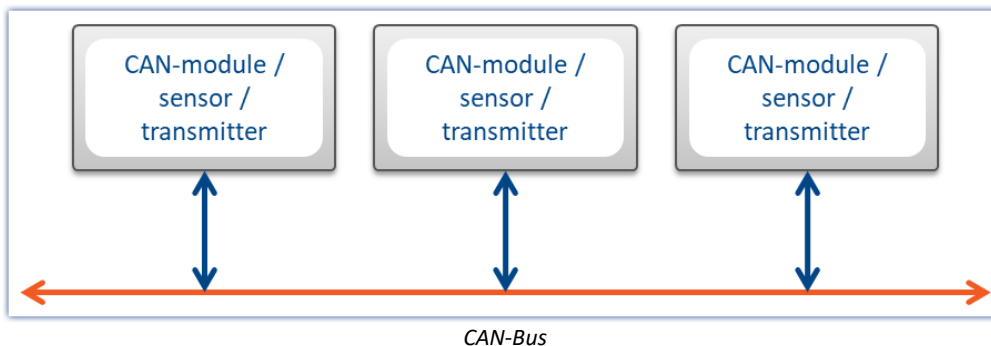 CAN-module /
sensor /
transmitter
CAN-module /
sensor /
transmitter
CAN-module /
sensor /
transmitter
CAN-Bus